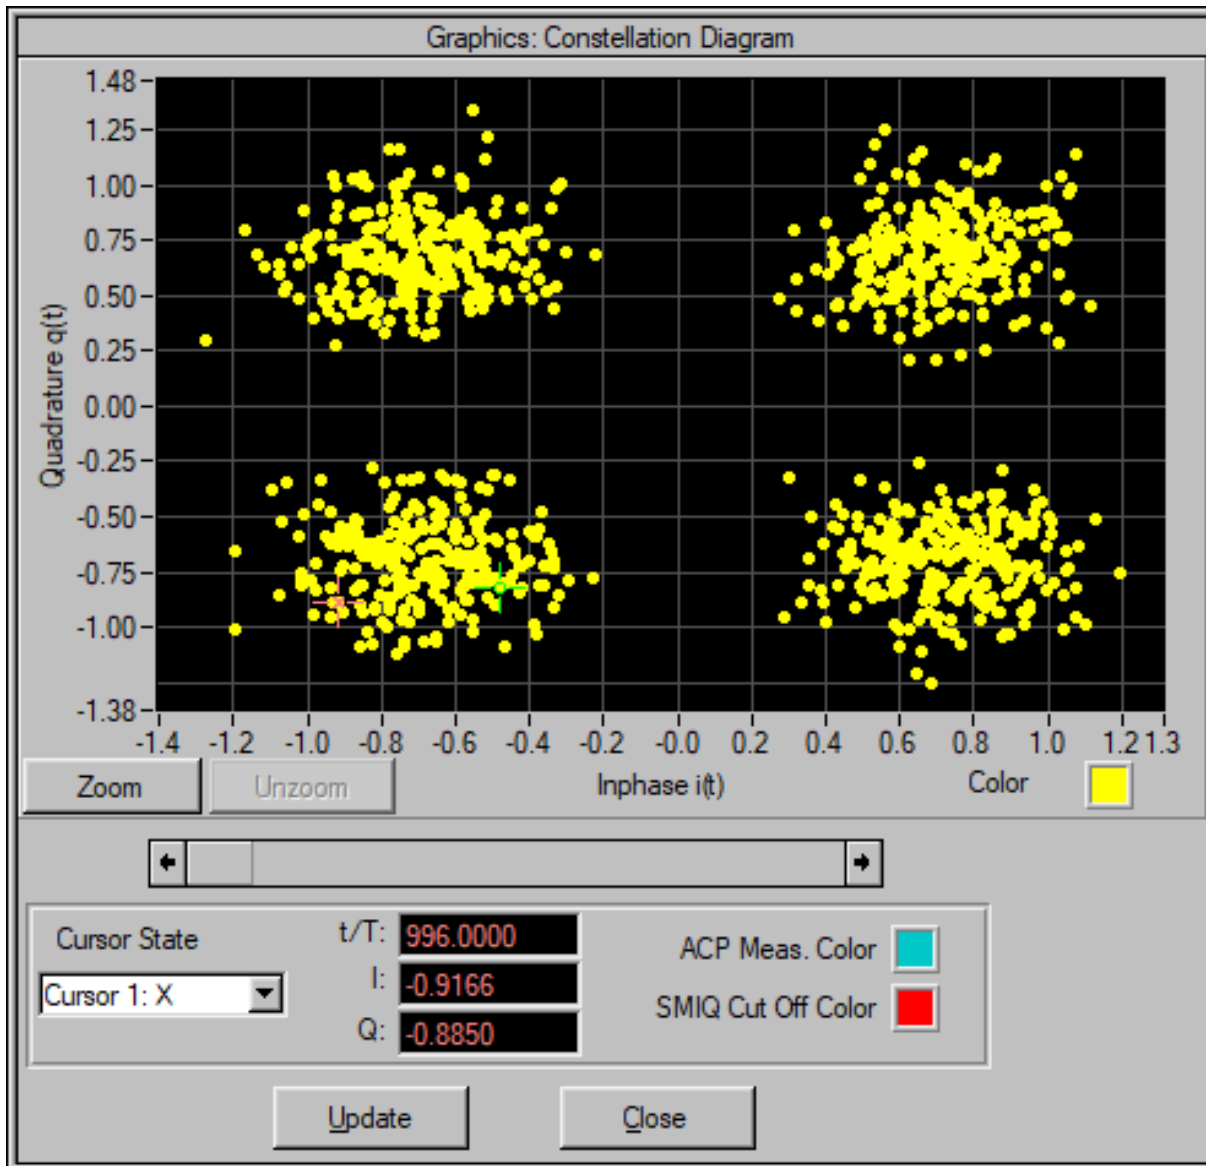 Graphics: Constellation Diagram
Quadrature q(t)
1.48
1.25
1.00
0.75
0.50
0.25
0.00
-0.25
-0.50
-0.75
-1.00
-1.38
-1.4 -1.2 -1.0 -0.8 -0.6 -0.4 -0.2 -0.0 0.2 0.4 0.6 0.8 1.0 1.2 1.3
Zoom Unzoom Inphase i(t) Color
Cursor State t/T: 996.0000 ACP Meas. Color
Cursor 1: X I: -0.9166 SMIQ Cut Off Color
Q: -0.8850
Update Close